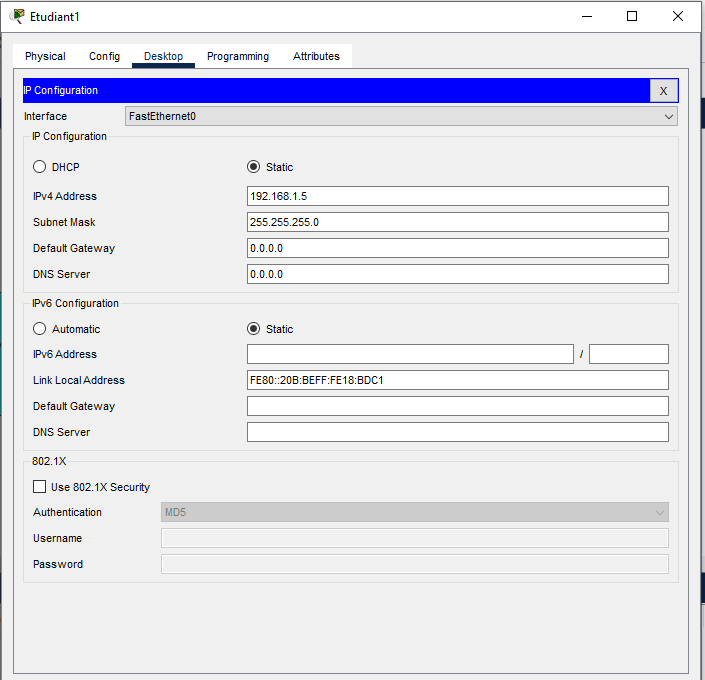 Etudiant1
Physical Config Desktop Programming Attributes
IP Configuration X
Interface FastEthernet0
IP Configuration
DHCP Static
IPv4 Address 192.168.1.5
Subnet Mask 255.255.255.0
Default Gateway 0.0.0.0
DNS Server 0.0.0.0
IPv6 Configuration
Automatic Static
IPv6 Address /
Link Local Address FE80::20B:BEFF:FE18:BDC1
Default Gateway
DNS Server
802.1X
Use 802.1X Security
Authentication MD5
Username
Password